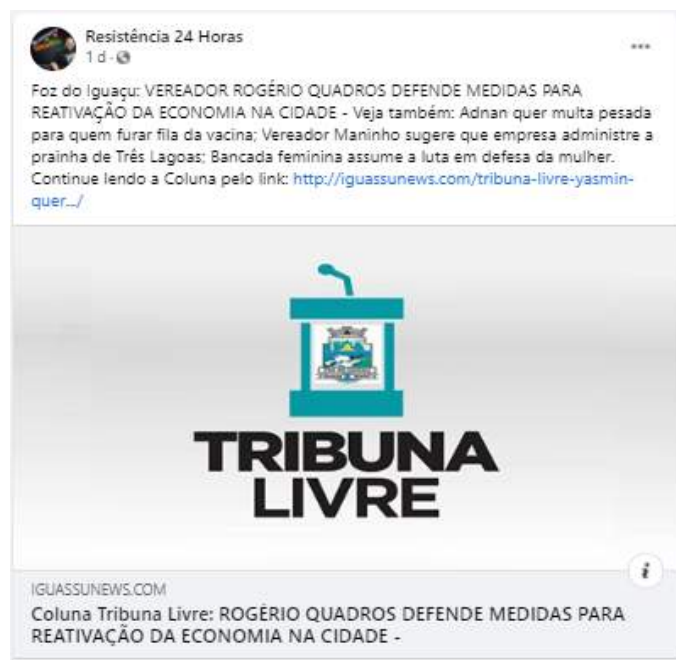 Resistência 24 Horas
1 d ·
Foz do Iguaçu: VEREADOR ROGÉRIO QUADROS DEFENDE MEDIDAS PARA
REATIVAÇÃO DA ECONOMIA NA CIDADE - Veja também: Adnan quer multa pesada
para quem furar fila da vacina; Vereador Maninho sugere que empresa administre a
prainha de Três Lagoas; Bancada feminina assume a luta em defesa da mulher.
Continue lendo a Coluna pelo link: http://iguassunews.com/tribuna-livre-yasmin-
quer.../
TRIBUNA
LIVRE
IGUASSUNEWS.COM
Coluna Tribuna Livre: ROGÉRIO QUADROS DEFENDE MEDIDAS PARA
REATIVAÇÃO DA ECONOMIA NA CIDADE -